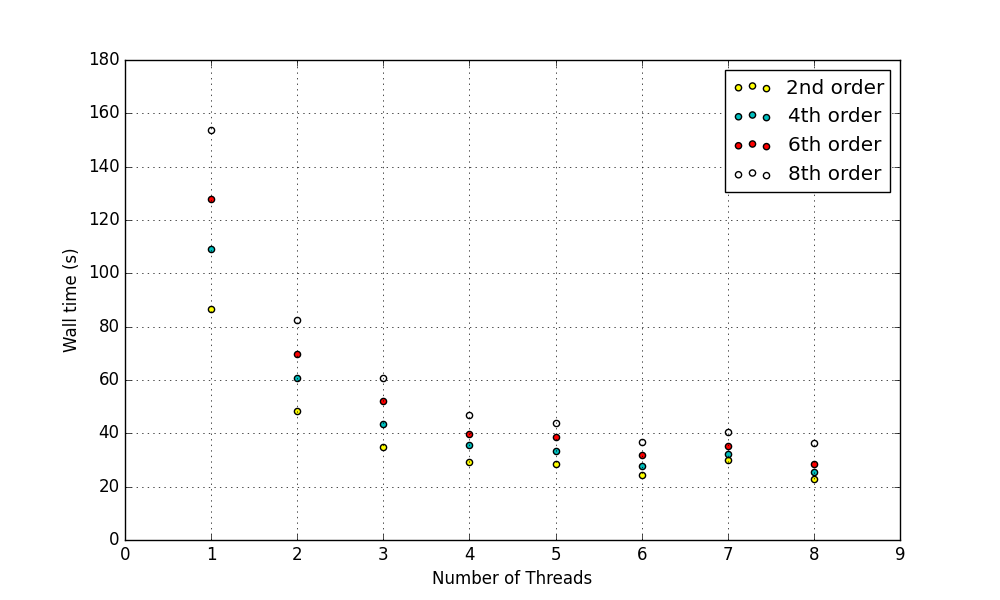 180
160
140
120
100
80
60
40
20
0
Wall time (s)
2nd order
4th order
6th order
8th order
0 1 2 3 4 5 6 7 8 9
Number of Threads